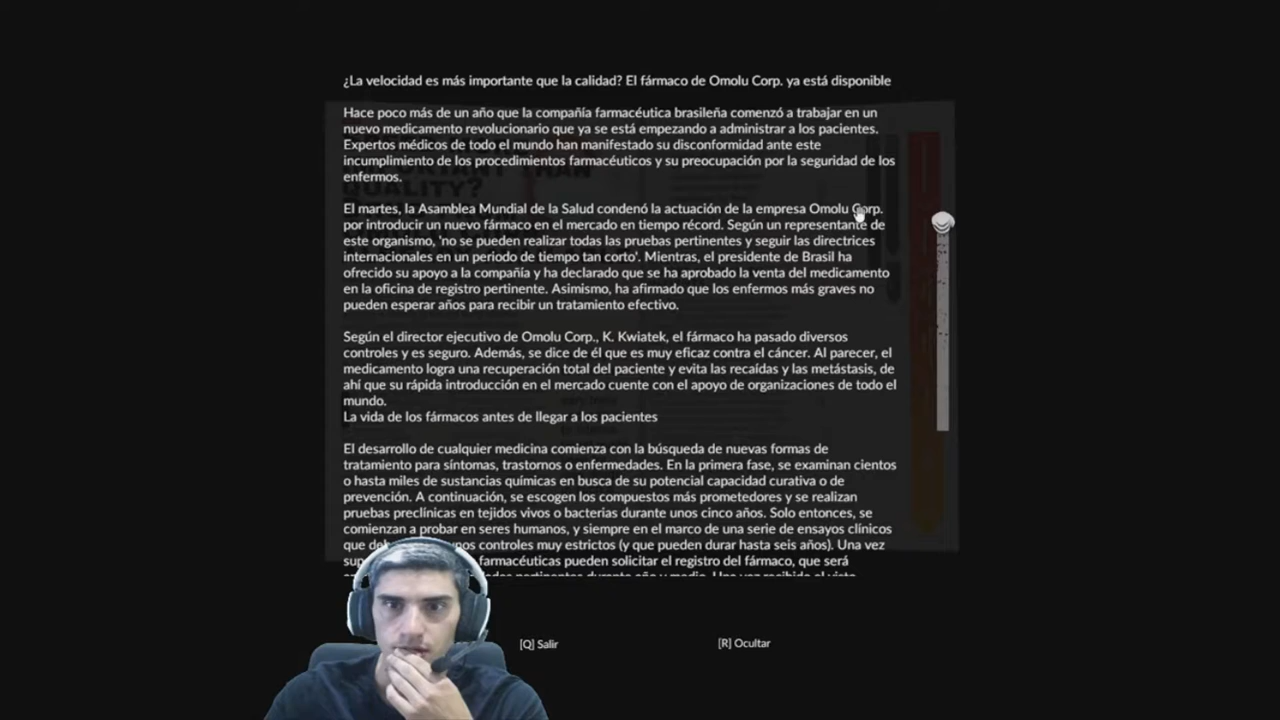 ¿La velocidad es más importante que la calidad? El fármaco de Omolu Corp. ya está disponible
Hace poco más de un año que la compañía farmacéutica brasileña comenzó a trabajar en un
nuevo medicamento revolucionario que ya se está empezando a administrar a los pacientes.
Expertos médicos de todo el mundo han manifestado su disconformidad ante este
incumplimiento de los procedimientos farmacéuticos y su preocupación por la seguridad de los
enfermos.
El martes, la Asamblea Mundial de la Salud condenó la actuación de la empresa Omolu Corp.
por introducir un nuevo fármaco en el mercado en tiempo récord. Según un representante de
este organismo, 'no se pueden realizar todas las pruebas pertinentes y seguir las directrices
internacionales en un periodo de tiempo tan corto'. Mientras, el presidente de Brasil ha
ofrecido su apoyo a la compañía y ha declarado que se ha aprobado la venta del medicamento
en la oficina de registro pertinente. Asimismo, ha afirmado que los enfermos más graves no
pueden esperar años para recibir un tratamiento efectivo.
Según el director ejecutivo de Omolu Corp., K. Kwiatek, el fármaco ha pasado diversos
controles y es seguro. Además, se dice de él que es muy eficaz contra el cáncer. Al parecer, el
medicamento logra una recuperación total del paciente y evita las recaídas y las metástasis, de
ahí que su rápida introducción en el mercado cuente con el apoyo de organizaciones de todo el
mundo.
La vida de los fármacos antes de llegar a los pacientes
El desarrollo de cualquier medicina comienza con la búsqueda de nuevas formas de
tratamiento para síntomas, trastornos o enfermedades. En la primera fase, se examinan cientos
o hasta miles de sustancias químicas en busca de su potencial capacidad curativa o de
prevención. A continuación, se escogen los compuestos más prometedores y se realizan
pruebas preclínicas en tejidos vivos o bacterias durante unos cinco años. Solo entonces, se
comienzan a probar en seres humanos, y siempre en el marco de una serie de ensayos clínicos
que controles muy estrictos (y que pueden durar hasta seis años). Una vez
farmacéuticas pueden solicitar el registro del fármaco, que será
[Q] Salir
[R] Ocultar